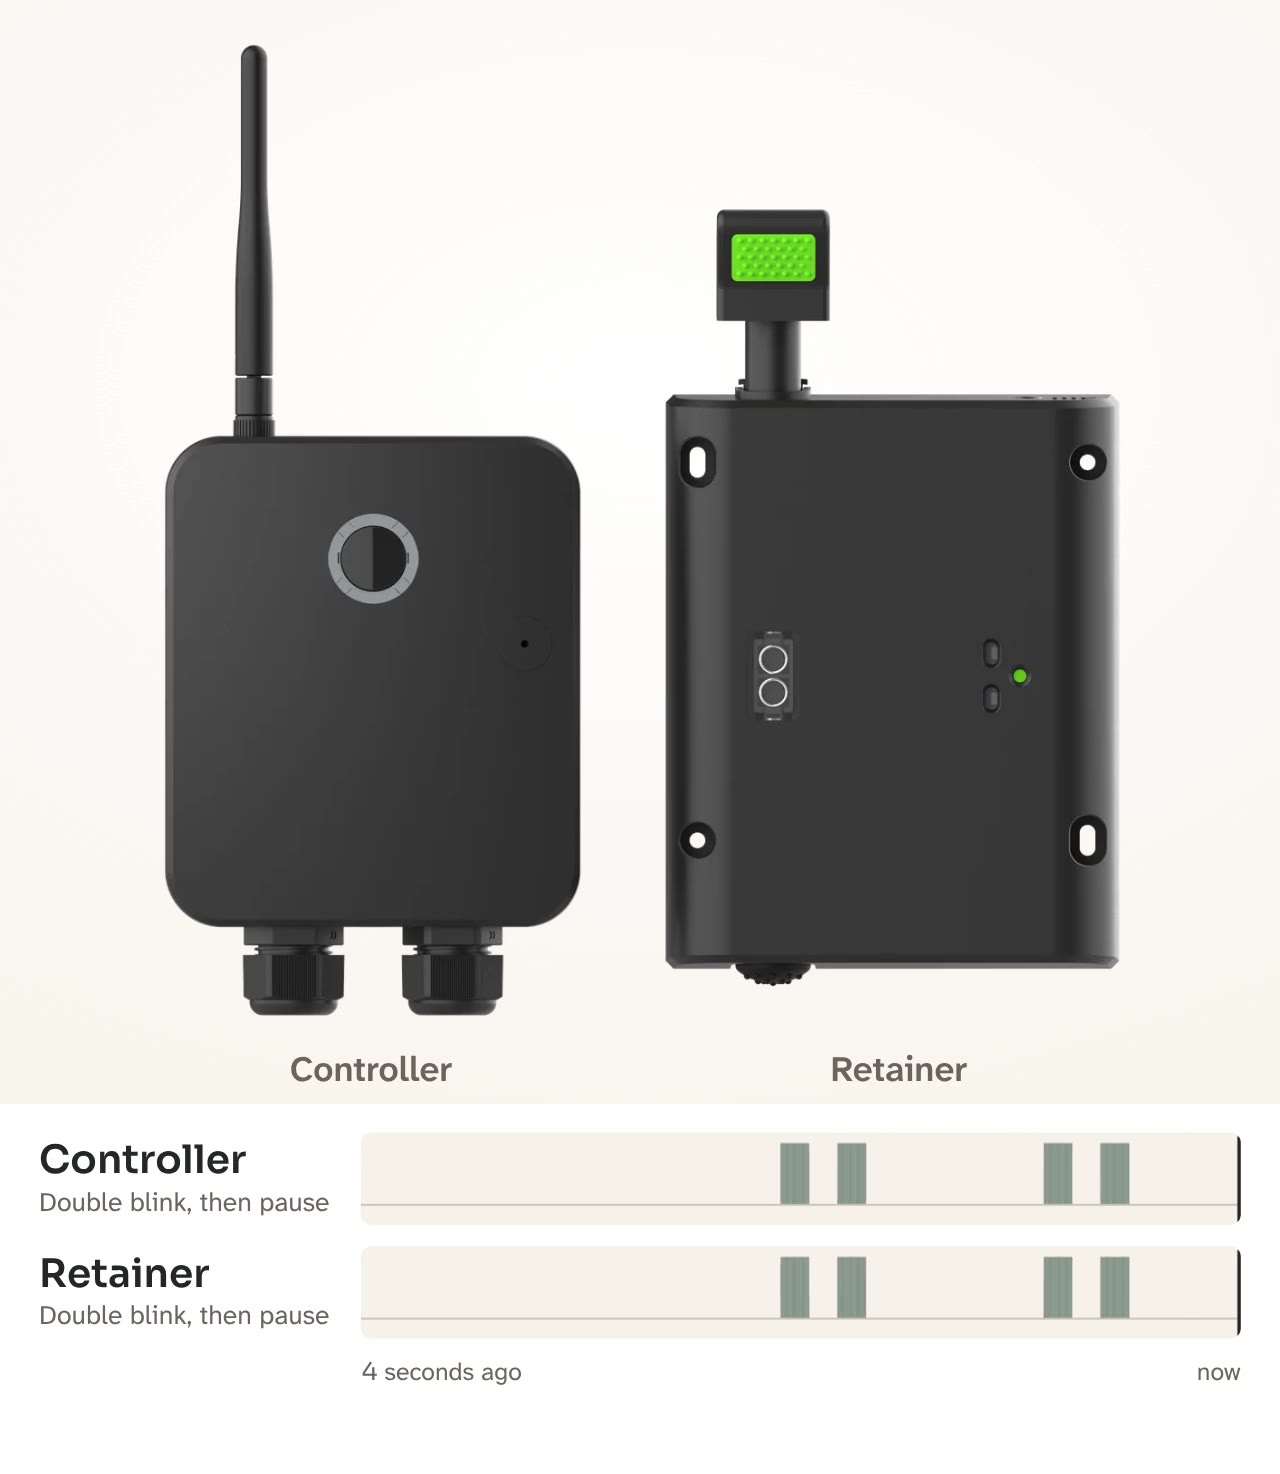 Controller
Retainer
Controller
Double blink, then pause
Retainer
Double blink, then pause
4 seconds ago
now